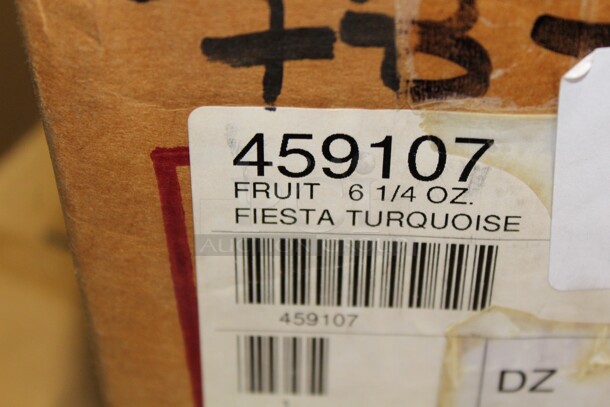 459107
FRUIT 6 1/4 OZ.
FIESTA TURQUOISE
459107
DZ